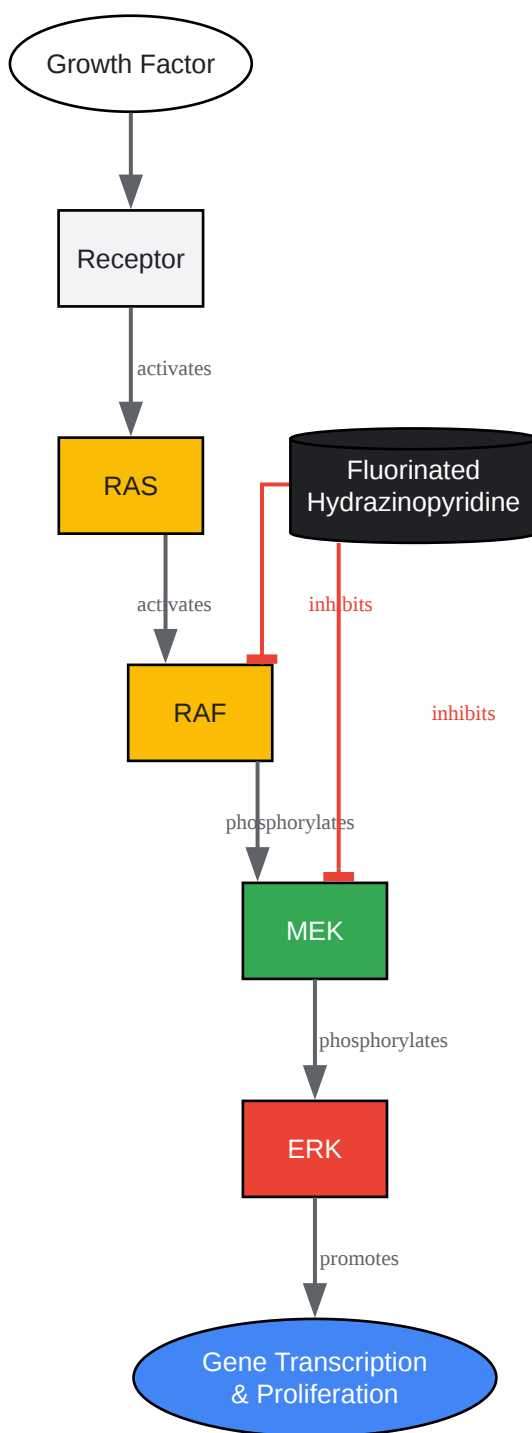 Growth Factor
Receptor
activates
RAS
Fluorinated
Hydrazinopyridine
activates
inhibits
RAF
inhibits
phosphorylates
MEK
phosphorylates
ERK
promotes
Gene Transcription
& Proliferation